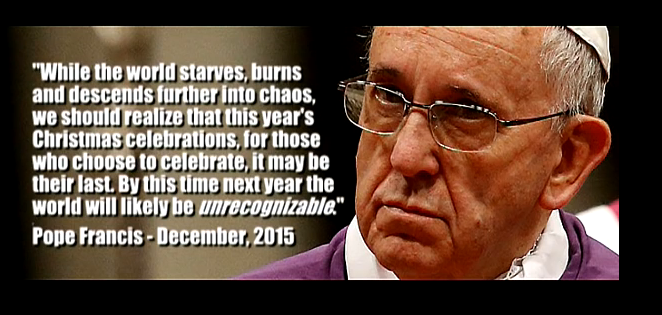 "While the world starves, burns
and descends further into chaos,
we should realize that this year's
Christmas celebrations, for those
who choose to celebrate, it may be
their last. By this time next year the
world will likely be unrecognizable."
Pope Francis - December, 2015